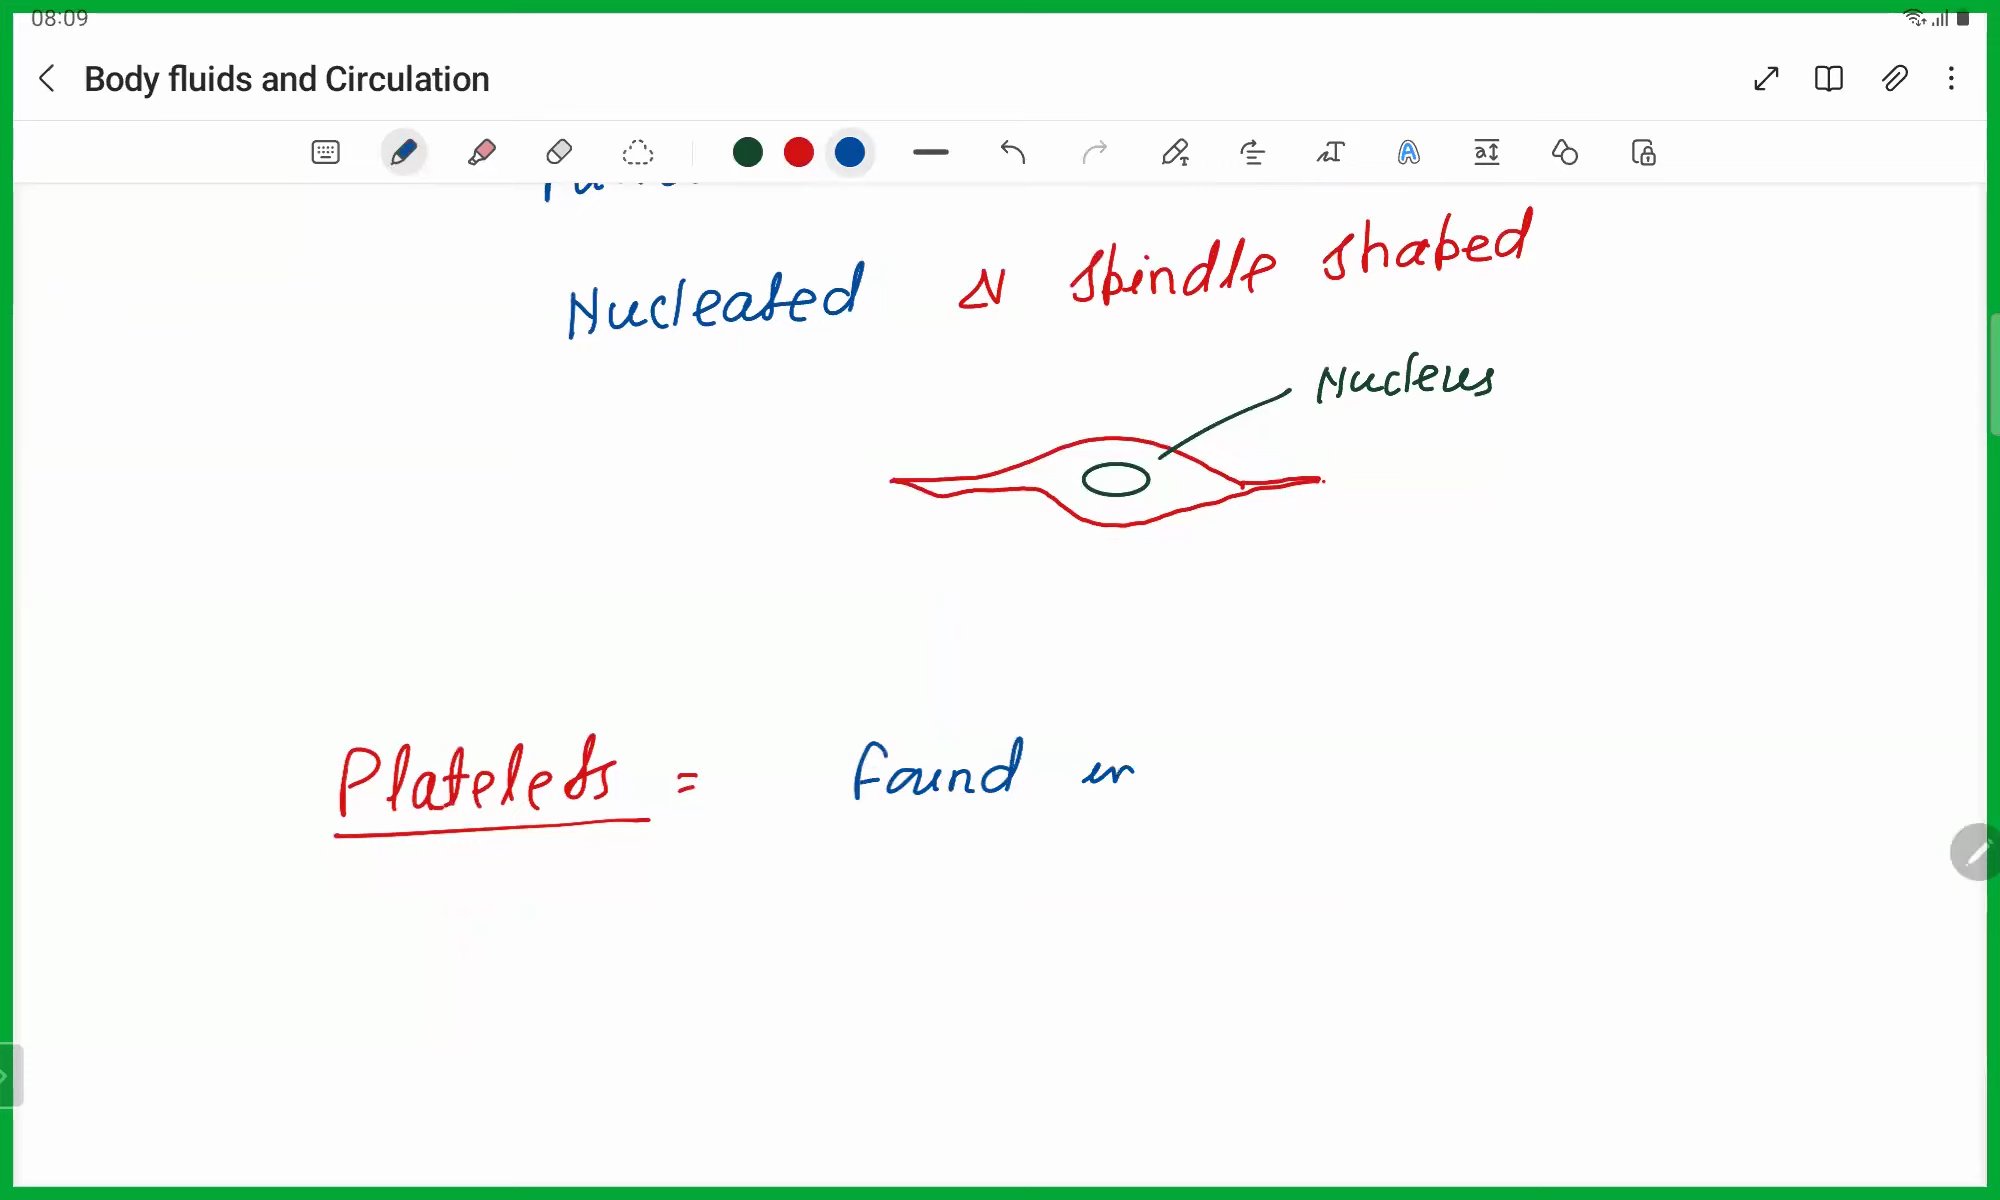 08:09
Body fluids and Circulation
Nucleated Spindle shaped
Nucleus
Platelets = found in